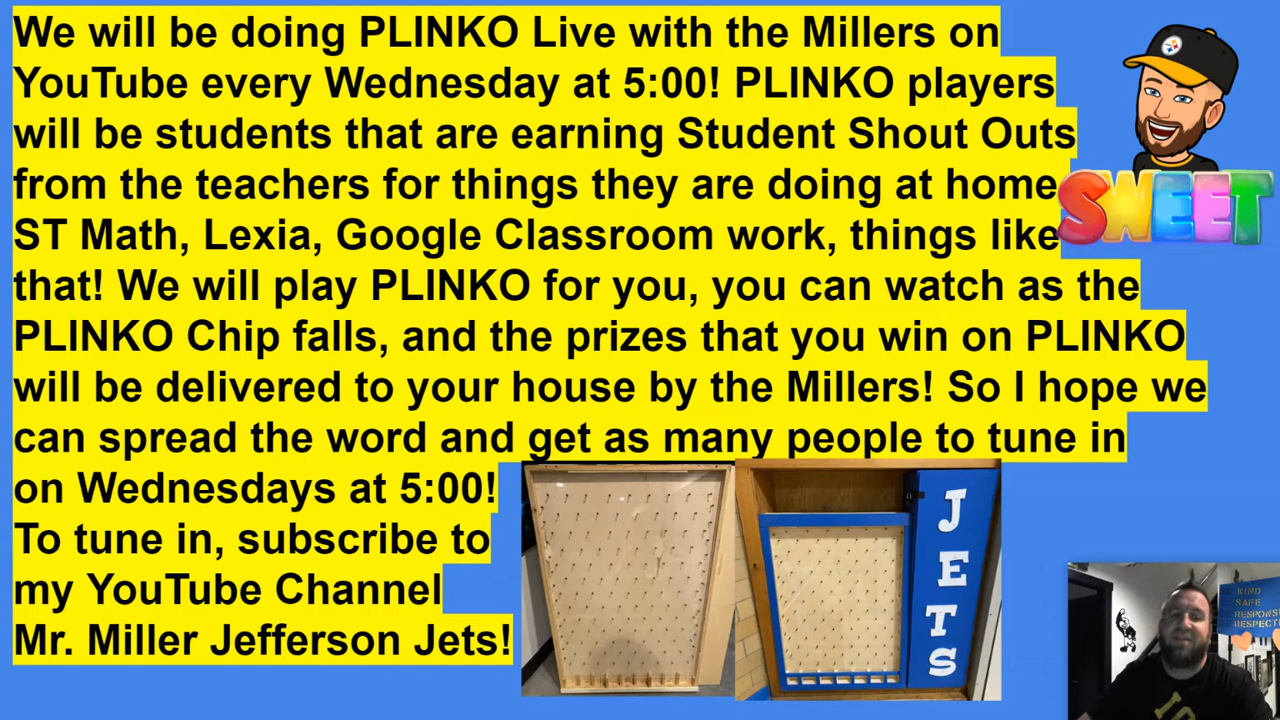 We will be doing PLINKO Live with the Millers on
YouTube every Wednesday at 5:00! PLINKO players
will be students that are earning Student Shout Outs
from the teachers for things they are doing at home
ST Math, Lexia, Google Classroom work, things like
that! We will play PLINKO for you, you can watch as the
PLINKO Chip falls, and the prizes that you win on PLINKO
will be delivered to your house by the Millers! So I hope we
can spread the word and get as many people to tune in
on Wednesdays at 5:00!
To tune in, subscribe to
my YouTube Channel
Mr. Miller Jefferson Jets!
SWEET
JETS
KIND
SAFE